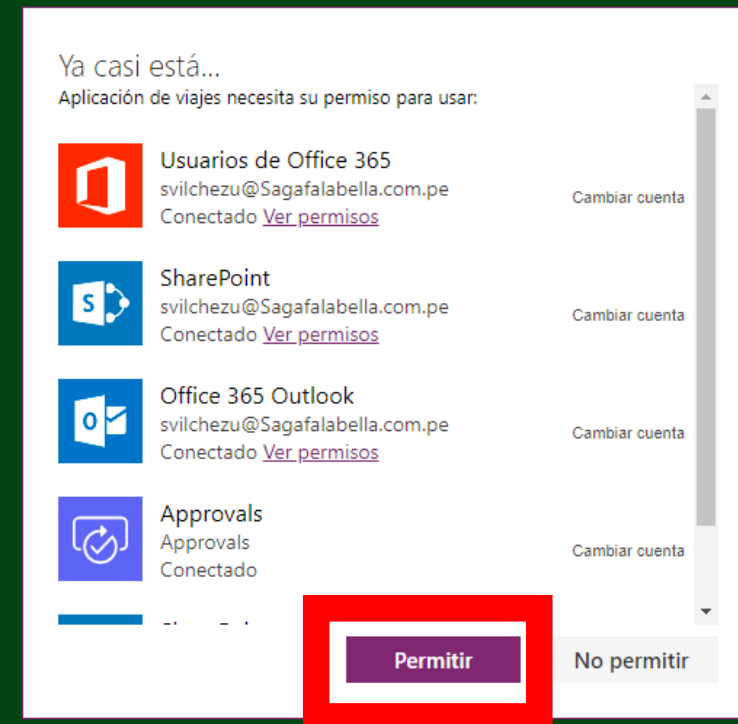 Ya casi está...
Aplicación de viajes necesita su permiso para usar:
Usuarios de Office 365
svilchezu@Sagafalabella.com.pe
Conectado Ver permisos
Cambiar cuenta
SharePoint
svilchezu@Sagafalabella.com.pe
Conectado Ver permisos
Cambiar cuenta
Office 365 Outlook
svilchezu@Sagafalabella.com.pe
Conectado Ver permisos
Cambiar cuenta
Approvals
Approvals
Conectado
Cambiar cuenta
Permitir
No permitir